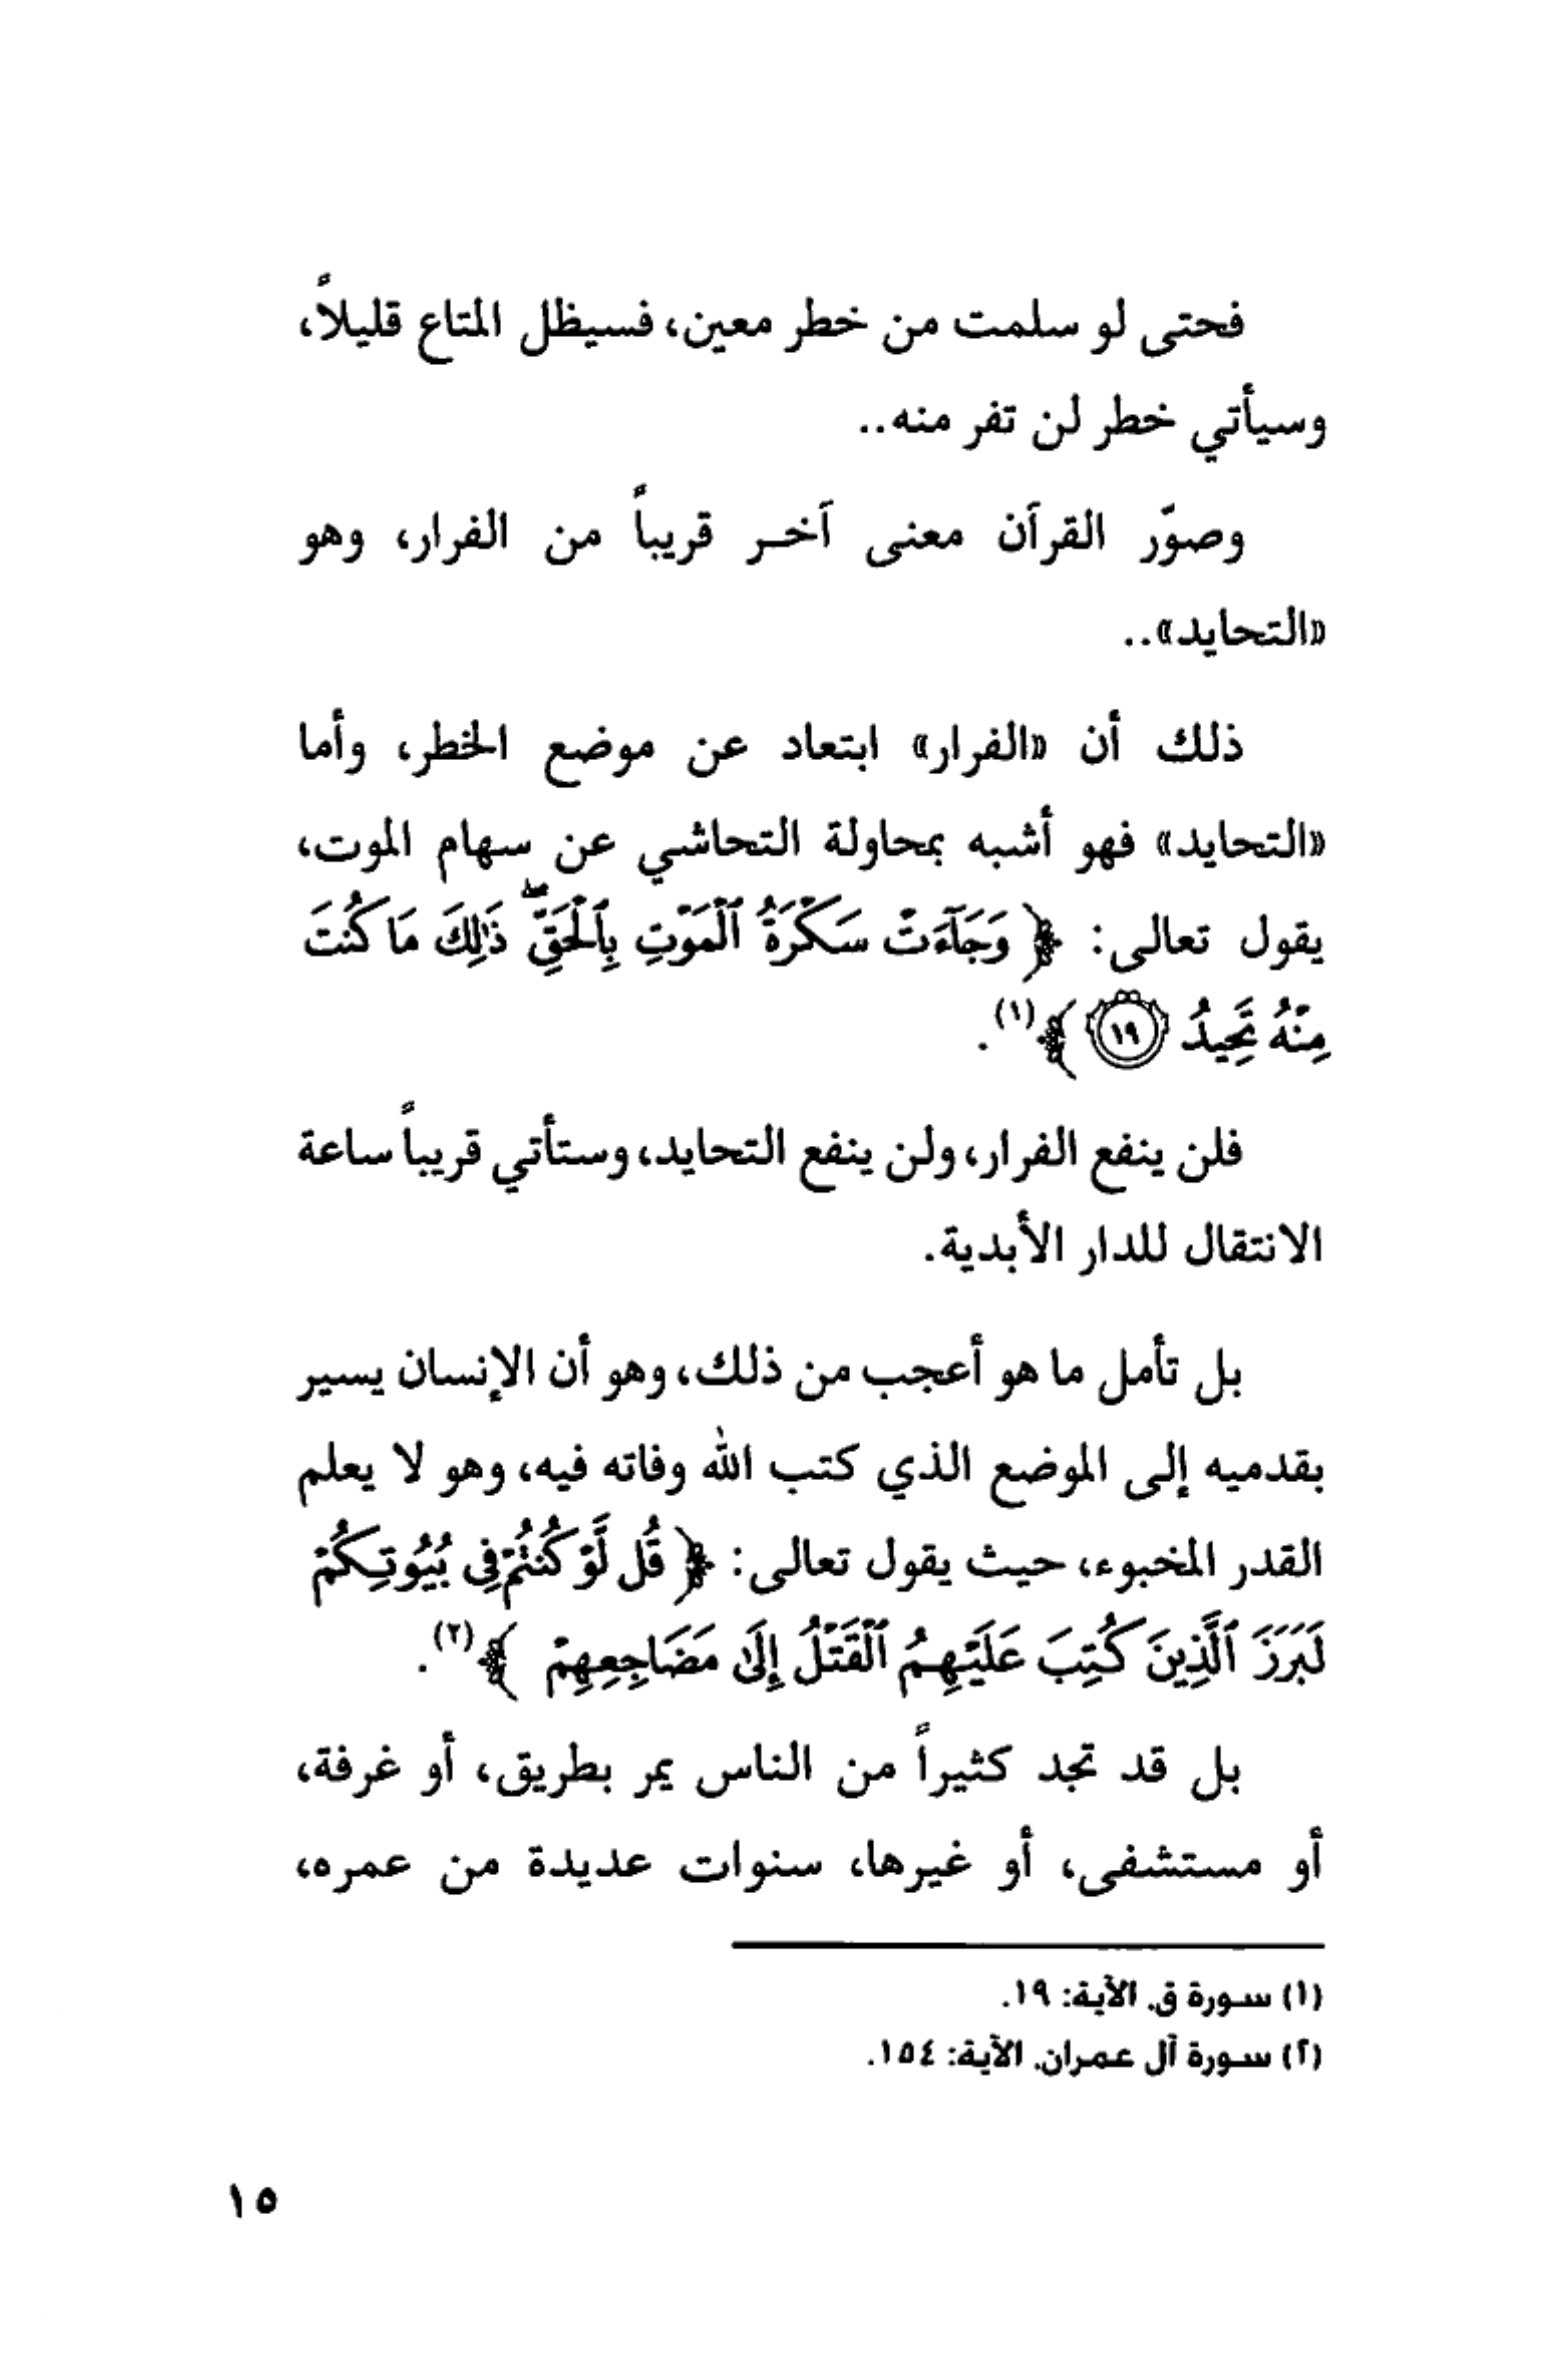 فحتى لو سلمت من خطر معين، فسيظل المتاع قليلاً،
وسيأتي خطر لن تفر منه..
وصوّر القرآن معنى آخر قريباً من الفرار، وهو
«التحايد»..
ذلك أن «الفرار» ابتعاد عن موضع الخطر، وأما
«التحايد» فهو أشبه بمحاولة التحاشي عن سهام الموت،
يقول تعالى: ﴿ وَجَآءَتْ سَكْرَةُ ٱلْمَوْتِ بِٱلْحَقِّ ۖ ذَٰلِكَ مَا كُنتَ
مِنْهُ تَحِيدُ ١٩ ﴾(١).
فلن ينفع الفرار، ولن ينفع التحايد، وستأتي قريباً ساعة
الانتقال للدار الأبدية.
بل تأمل ما هو أعجب من ذلك، وهو أن الإنسان يسير
بقدميه إلى الموضع الذي كتب الله وفاته فيه، وهو لا يعلم
القدر المخبوء، حيث يقول تعالى: ﴿ قُل لَّوْ كُنتُمْ فِى بُيُوتِكُمْ
لَبَرَزَ ٱلَّذِينَ كُتِبَ عَلَيْهِمُ ٱلْقَتْلُ إِلَىٰ مَضَاجِعِهِمْ ﴾(٢).
بل قد تجد كثيراً من الناس يمر بطريق، أو غرفة،
أو مستشفى، أو غيرها، سنوات عديدة من عمره،
(١) سورة ق، الآية: ١٩.
(٢) سورة آل عمران، الآية: ١٥٤.
١٥